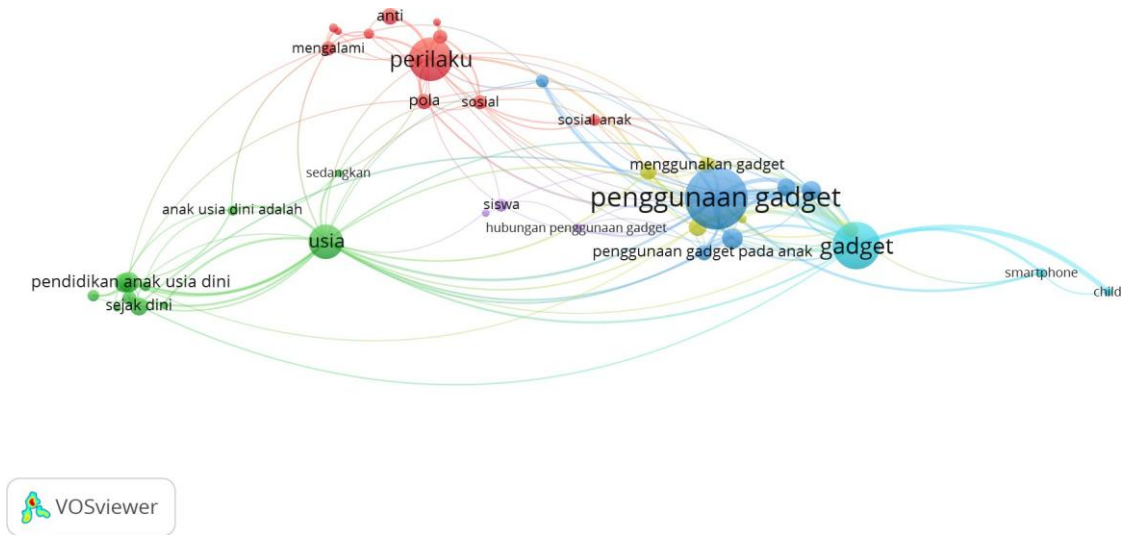 anti
mengalami
perilaku
pola
sosial
sosial anak
menggunakan gadget
sedangkan
penggunaan gadget
siswa
anak usia dini adalah
hubungan penggunaan gadget
usia
penggunaan gadget pada anak
gadget
smartphone
pendidikan anak usia dini
child
sejak dini
VOSviewer